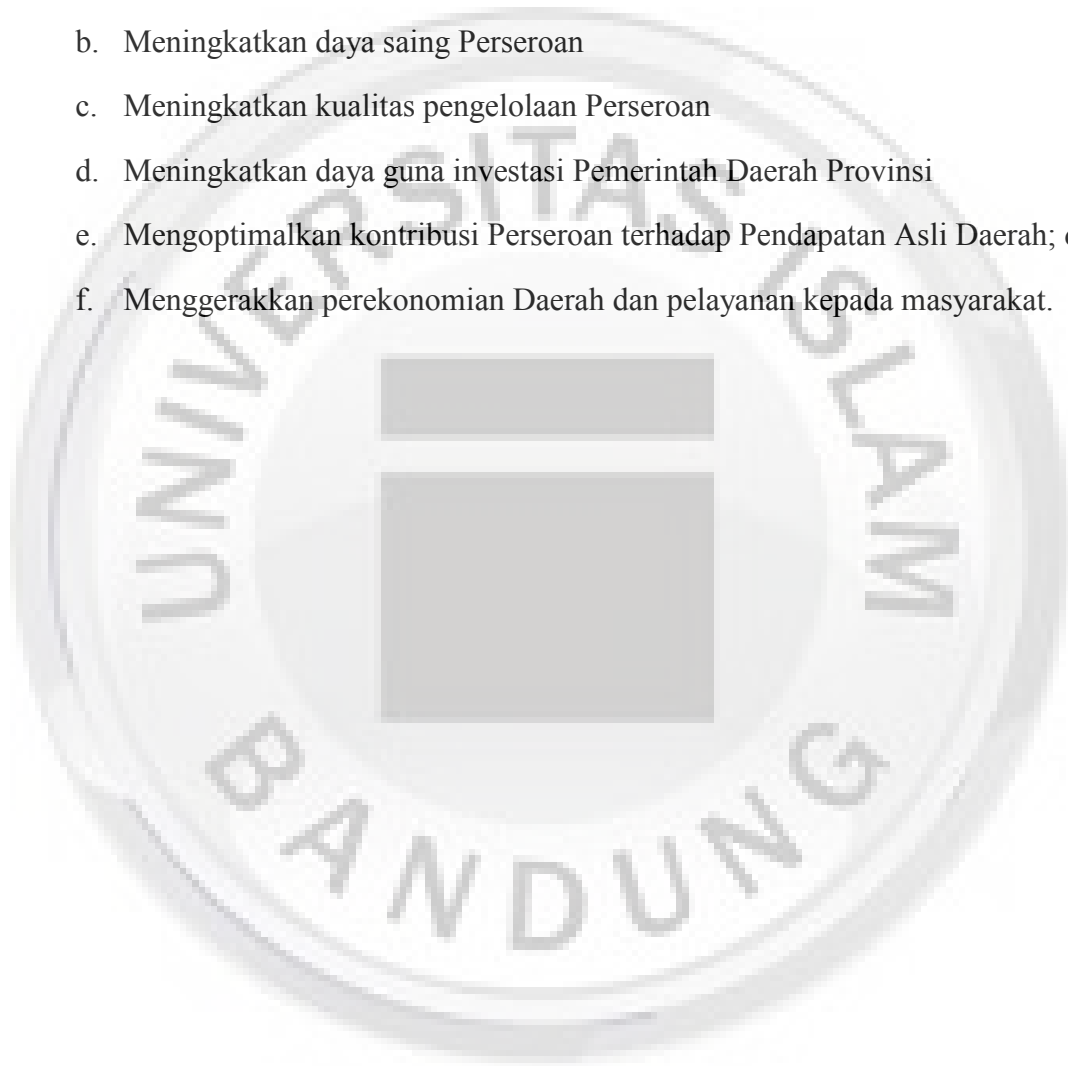 b. Meningkatkan daya saing Perseroan
c. Meningkatkan kualitas pengelolaan Perseroan
d. Meningkatkan daya guna investasi Pemerintah Daerah Provinsi
e. Mengoptimalkan kontribusi Perseroan terhadap Pendapatan Asli Daerah;
f. Menggerakkan perekonomian Daerah dan pelayanan kepada masyarakat.
UNIVERSITAS ISLAM
BANDUNG